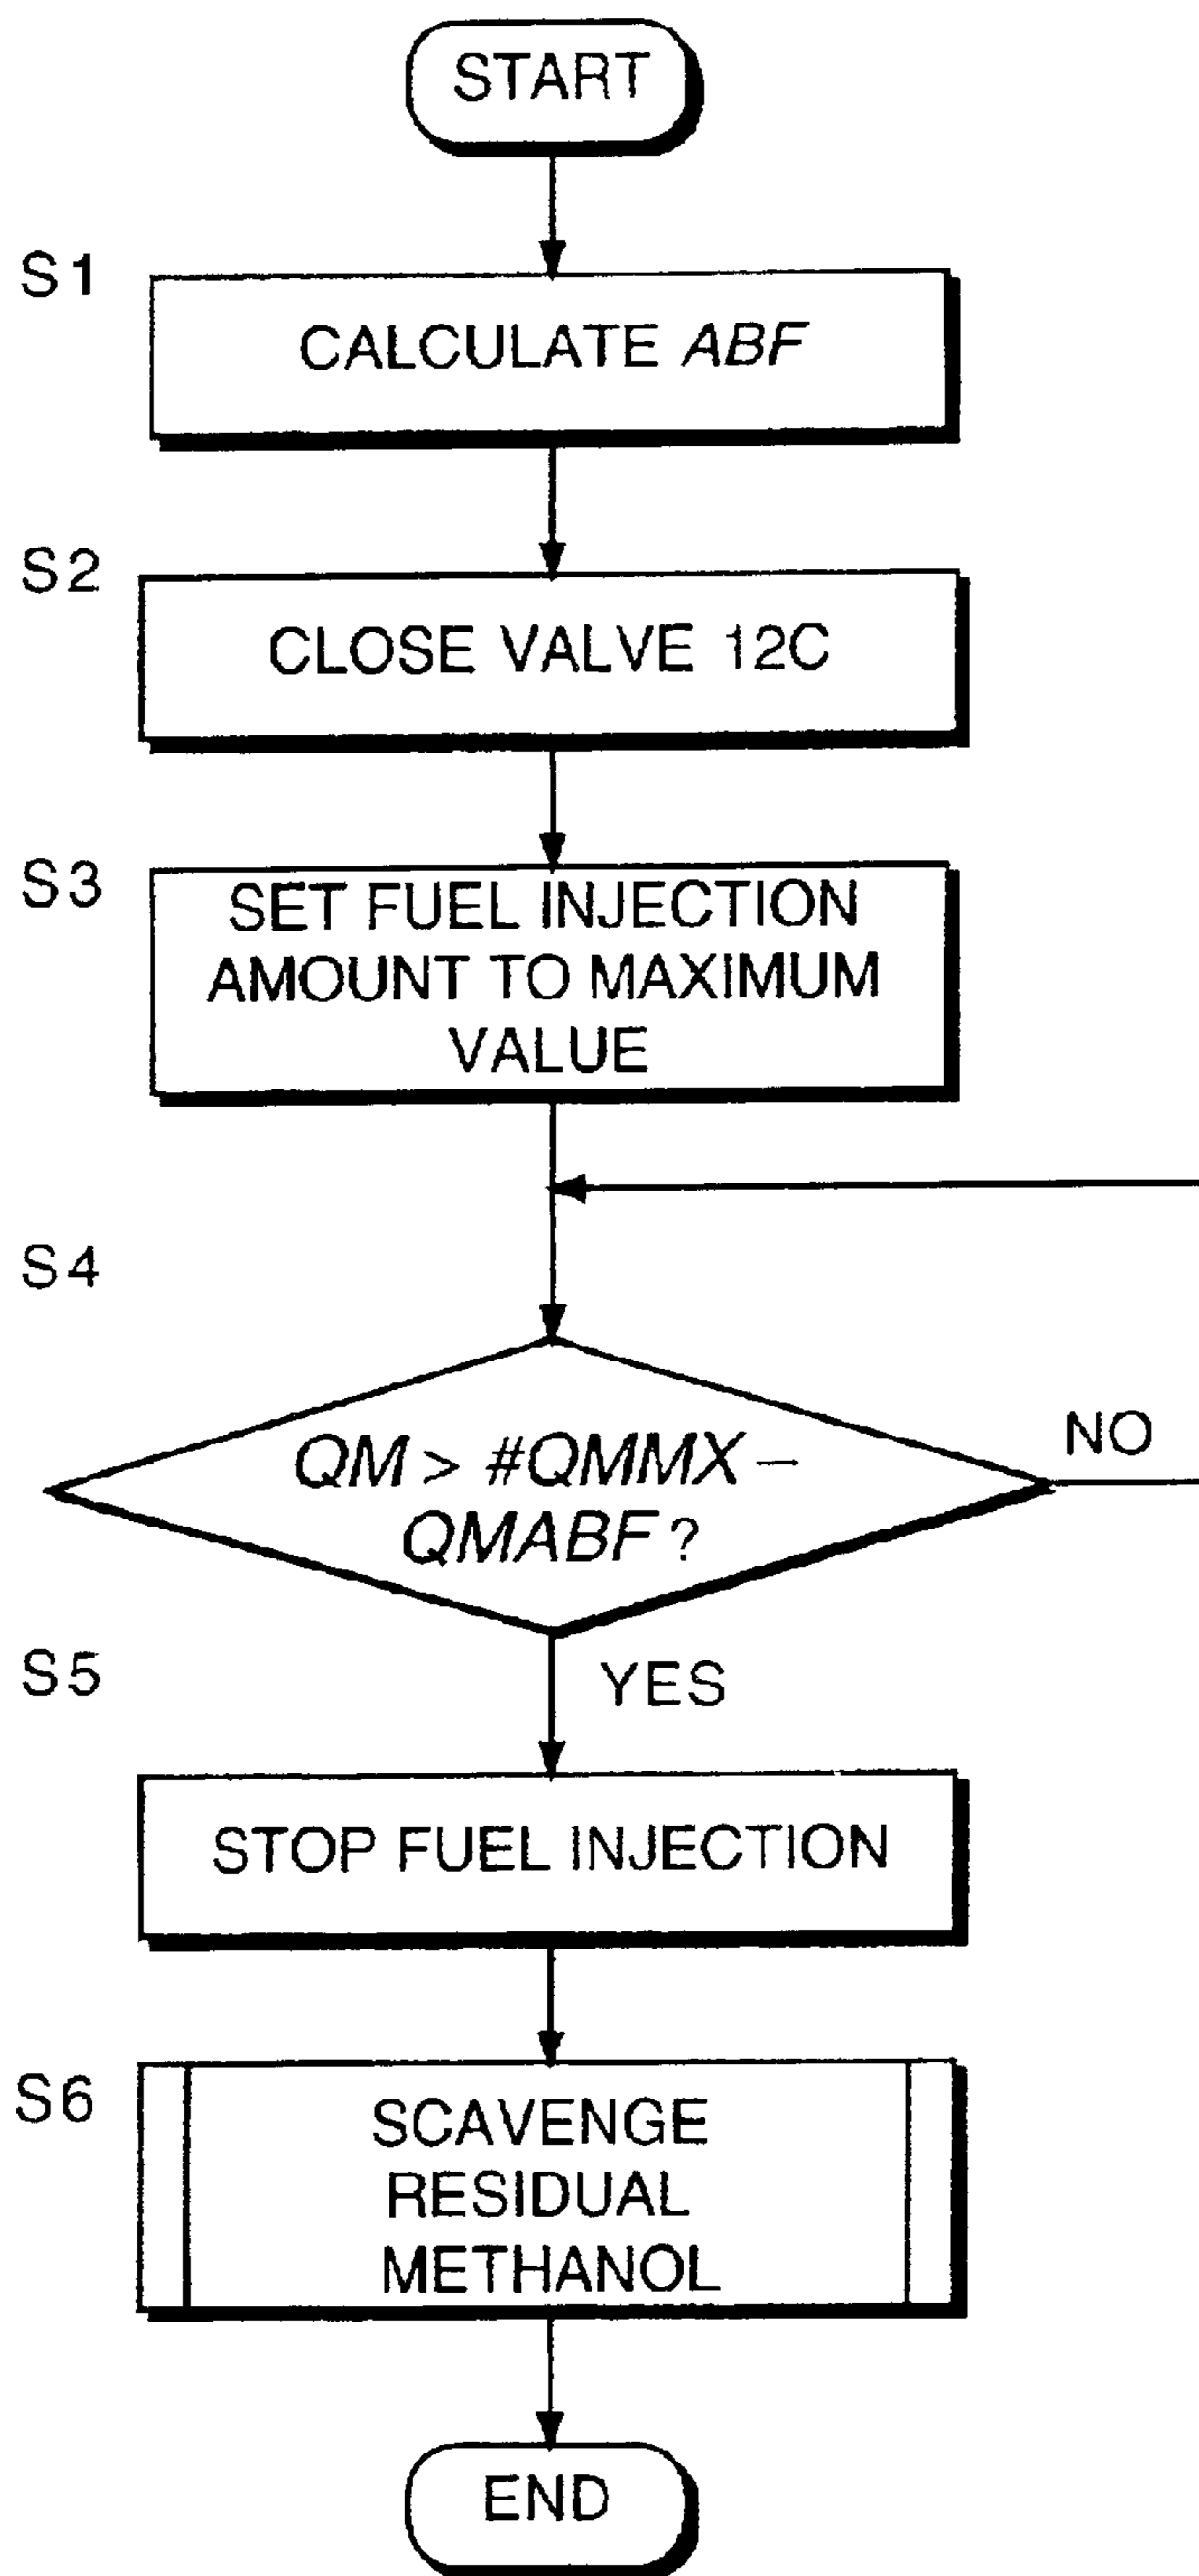 START
S1
CALCULATE ABF
S2
CLOSE VALVE 12C
S3
SET FUEL INJECTION
AMOUNT TO MAXIMUM
VALUE
S4
QM > #QMMX –
QMABF ?
NO
S5
YES
STOP FUEL INJECTION
S6
SCAVENGE
RESIDUAL
METHANOL
END